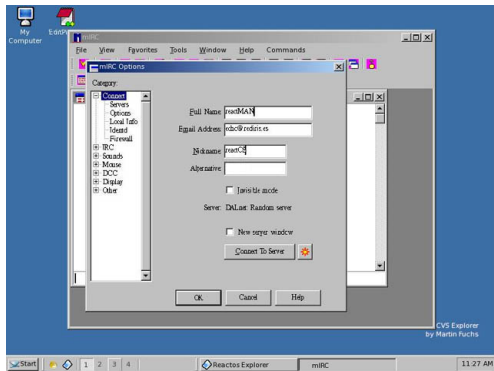 My
Computer
mIRC
File View Favorites Tools Window Help Commands
mIRC Options
Category:
Connect
Servers
Options
Local Info
Identd
Firewall
IRC
Sounds
Mouse
DCC
Display
Other
Full Name reactMAN
Email Address
Nickname
Alternative
Invisible mode
Server: DALnet: Random server
New server window
Connect To Server
OK Cancel Help
CVS Explorer
by Martin Fuchs
Start 1 2 3 4 Reactos Explorer mIRC 11:27 AM